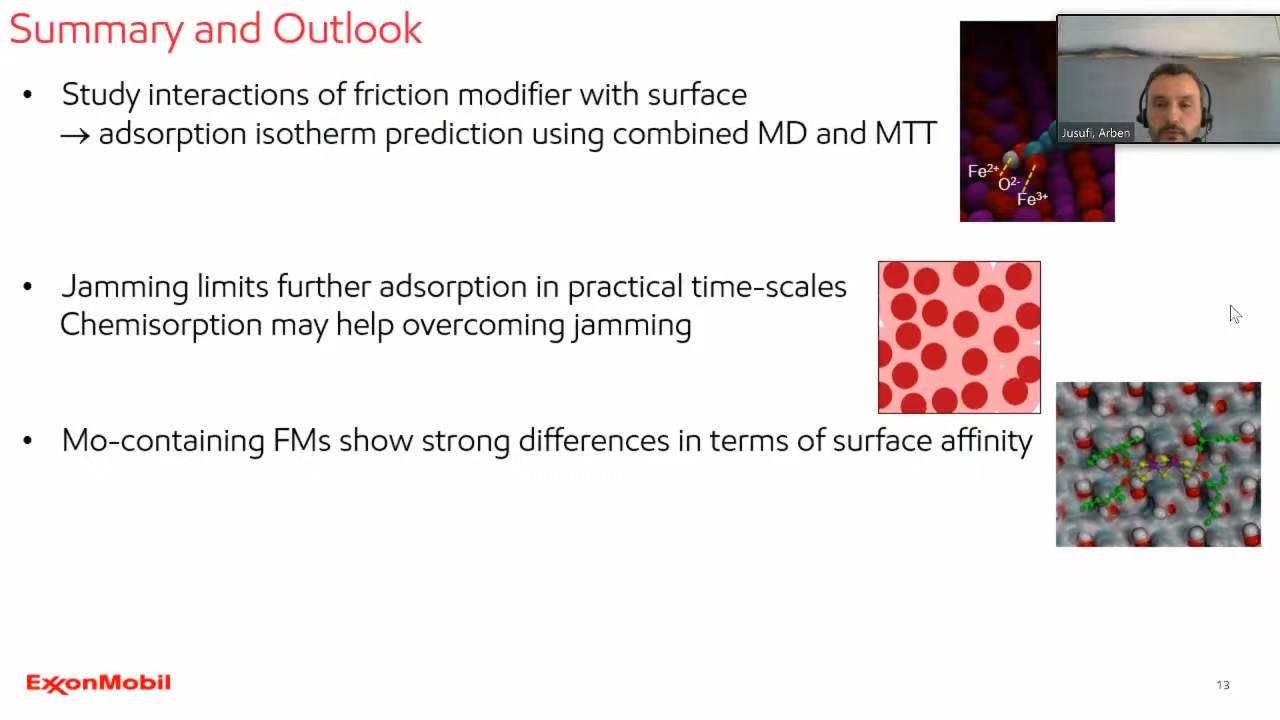 Summary and Outlook
• Study interactions of friction modifier with surface
→ adsorption isotherm prediction using combined MD and MTT
Jusufi, Arben
Fe²⁺
O²⁻
Fe³⁺
• Jamming limits further adsorption in practical time-scales
Chemisorption may help overcoming jamming
• Mo-containing FMs show strong differences in terms of surface affinity
ExxonMobil
13